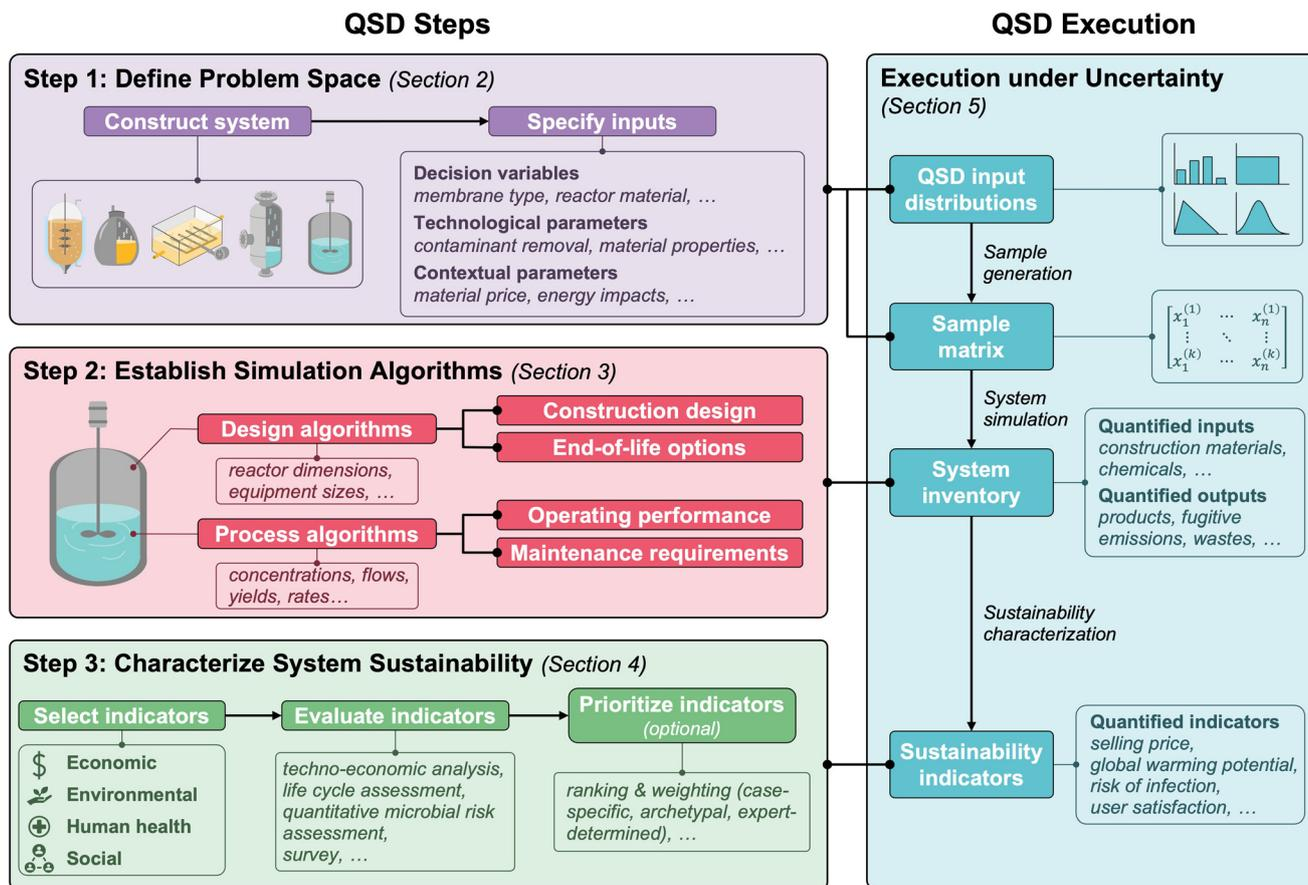 QSD Steps
Step 1: Define Problem Space (Section 2)
Construct system
Specify inputs
Decision variables
membrane type, reactor material, …
Technological parameters
contaminant removal, material properties, …
Contextual parameters
material price, energy impacts, …
Step 2: Establish Simulation Algorithms (Section 3)
Design algorithms
reactor dimensions,
equipment sizes, …
Construction design
End-of-life options
Process algorithms
concentrations, flows,
yields, rates…
Operating performance
Maintenance requirements
Step 3: Characterize System Sustainability (Section 4)
Select indicators
Economic
Environmental
Human health
Social
Evaluate indicators
techno-economic analysis,
life cycle assessment,
quantitative microbial risk
assessment,
survey, …
Prioritize indicators
(optional)
ranking & weighting (case-
specific, archetypal, expert-
determined), …
QSD Execution
Execution under Uncertainty
(Section 5)
QSD input
distributions
Sample
generation
Sample
matrix
x₁⁽¹⁾ ⋯ xₙ⁽¹⁾
⋮ ⋱ ⋮
x₁⁽ᵏ⁾ ⋯ xₙ⁽ᵏ⁾
System
simulation
System
inventory
Quantified inputs
construction materials,
chemicals, …
Quantified outputs
products, fugitive
emissions, wastes, …
Sustainability
characterization
Sustainability
indicators
Quantified indicators
selling price,
global warming potential,
risk of infection,
user satisfaction, …